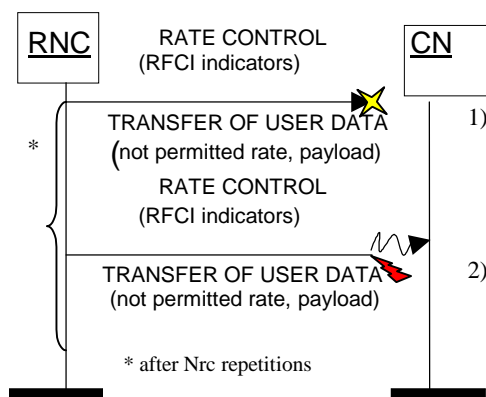 RNC
CN
RATE CONTROL
(RFCI indicators)
1)
TRANSFER OF USER DATA
(not permitted rate, payload)
*
RATE CONTROL
(RFCI indicators)
2)
TRANSFER OF USER DATA
(not permitted rate, payload)
* after Nrc repetitions